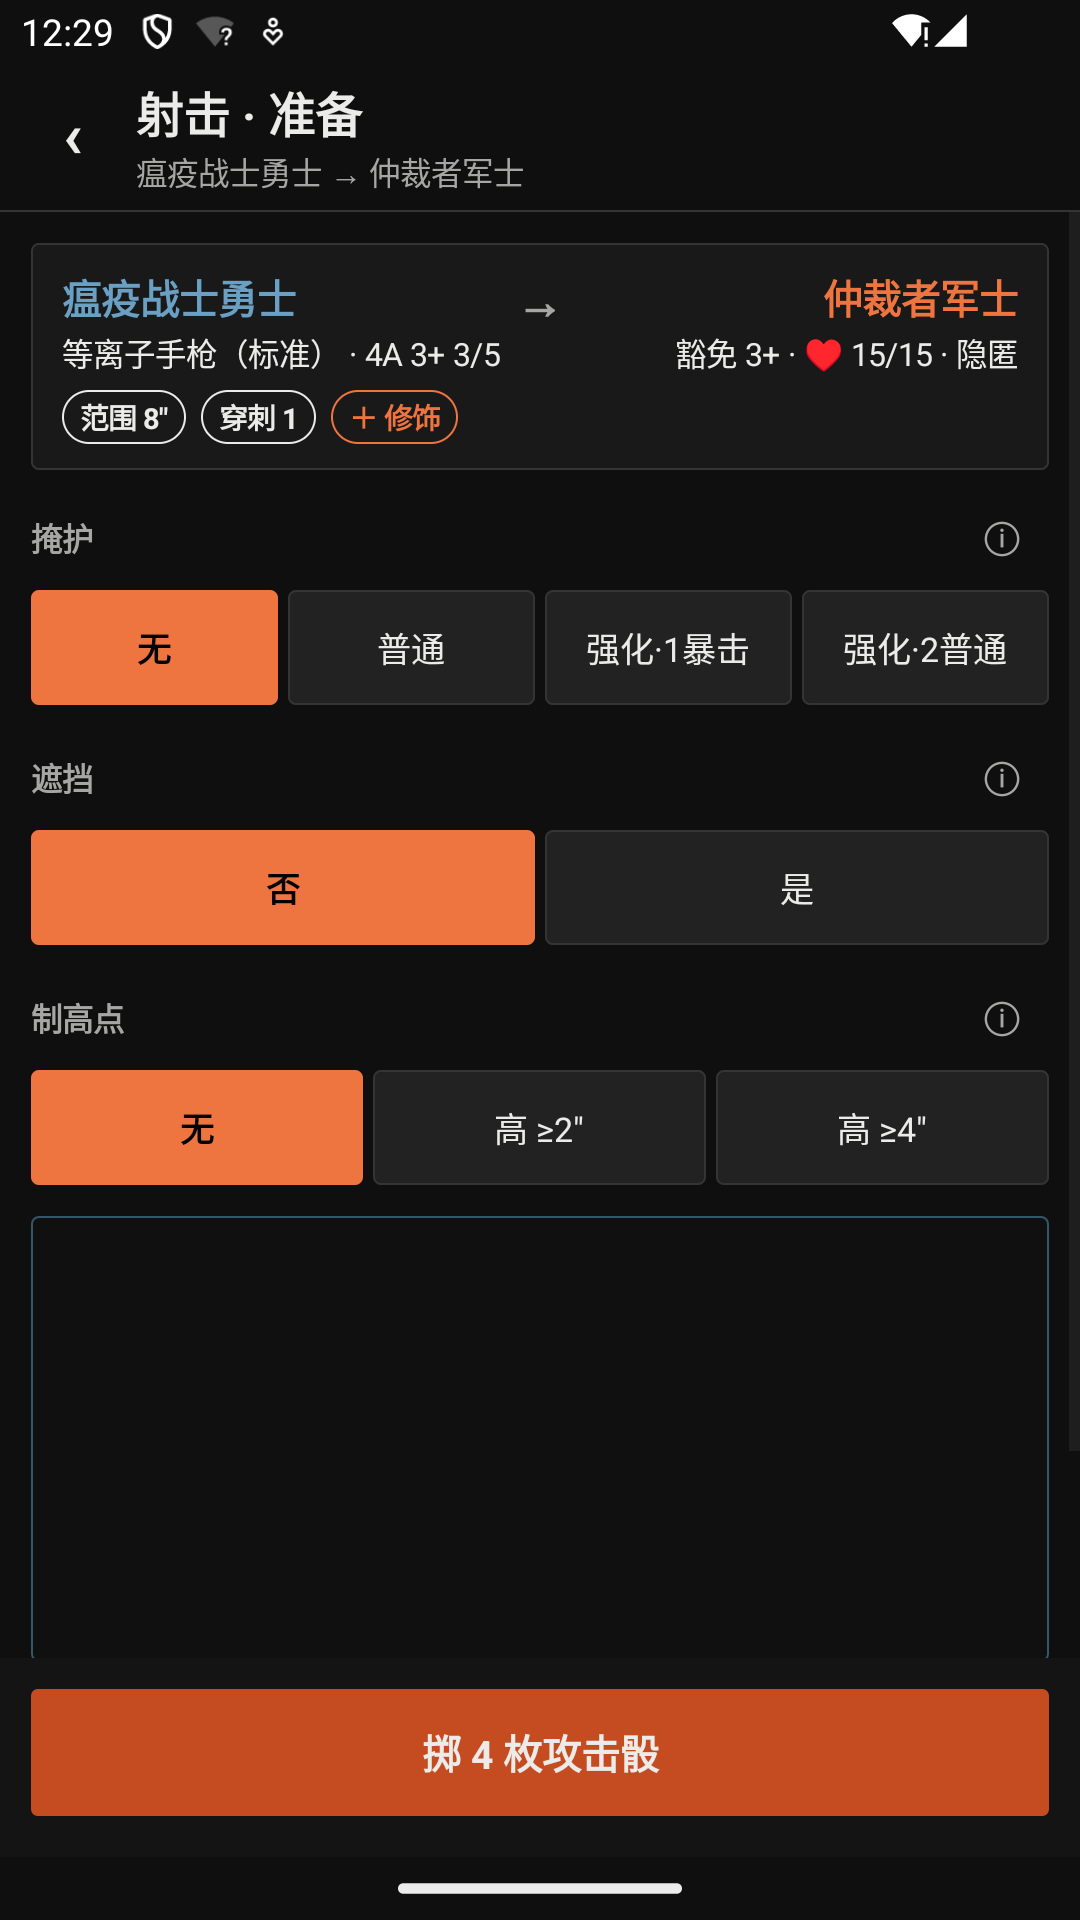 12:29
射击 · 准备
瘟疫战士勇士 → 仲裁者军士
瘟疫战士勇士 → 仲裁者军士
等离子手枪（标准） · 4A 3+ 3/5 豁免 3+ · ❤️ 15/15 · 隐匿
范围 8" 穿刺 1 ＋ 修饰
掩护
无 普通 强化·1暴击 强化·2普通
遮挡
否 是
制高点
无 高 ≥2" 高 ≥4"
掷 4 枚攻击骰